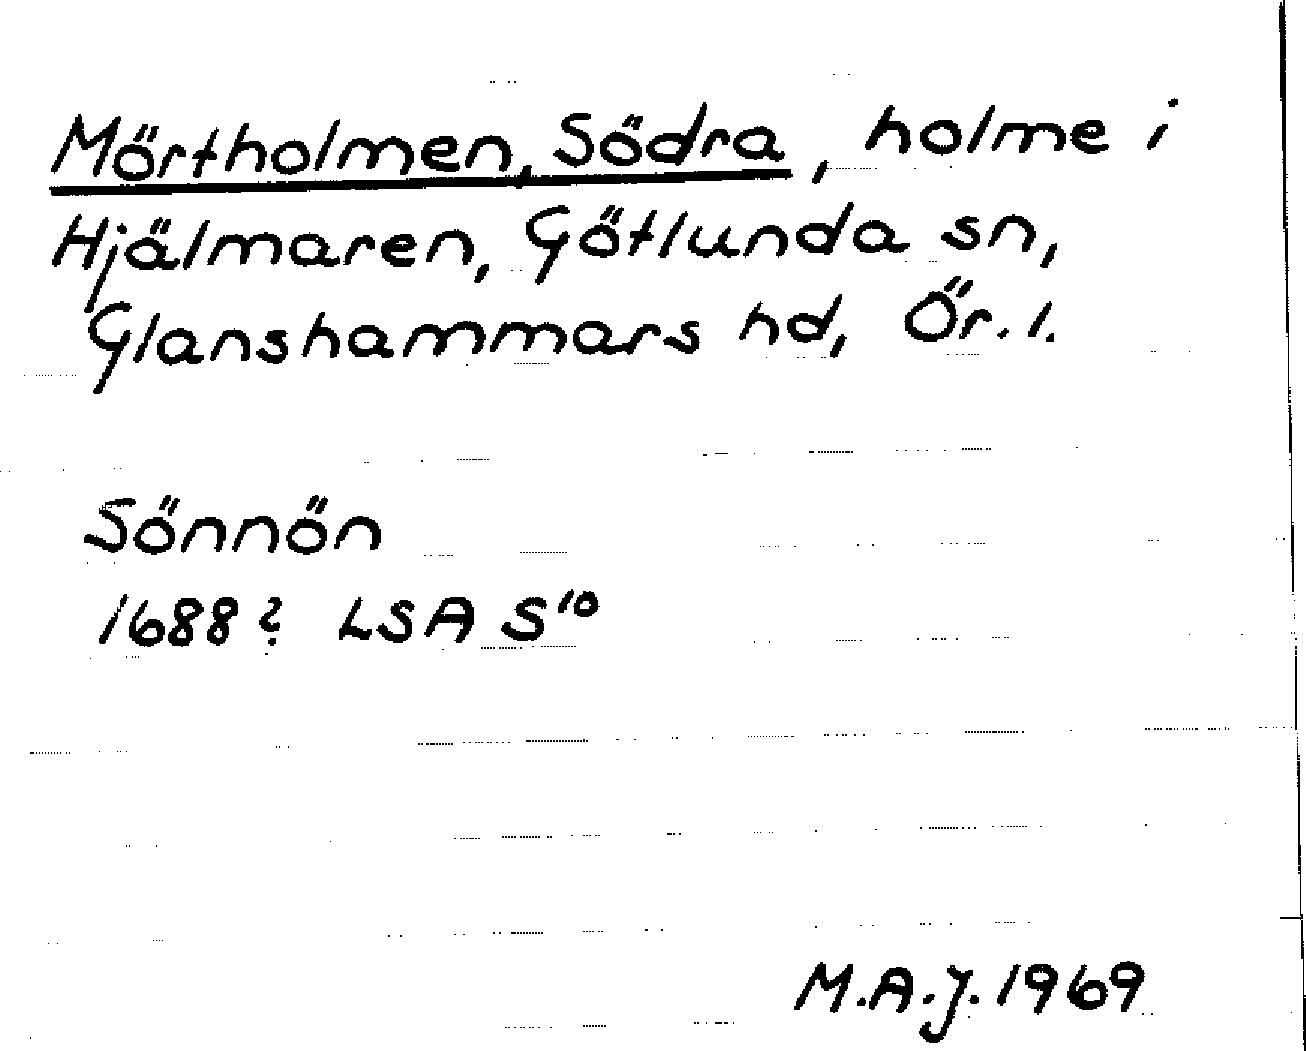 Mörtholmen, Södra, holme i
Hjälmaren, Götlunda sn,
Glanshammars hd, Ör. l.
Sönnön
1688? LSA S¹⁰
M.A.J. 1969